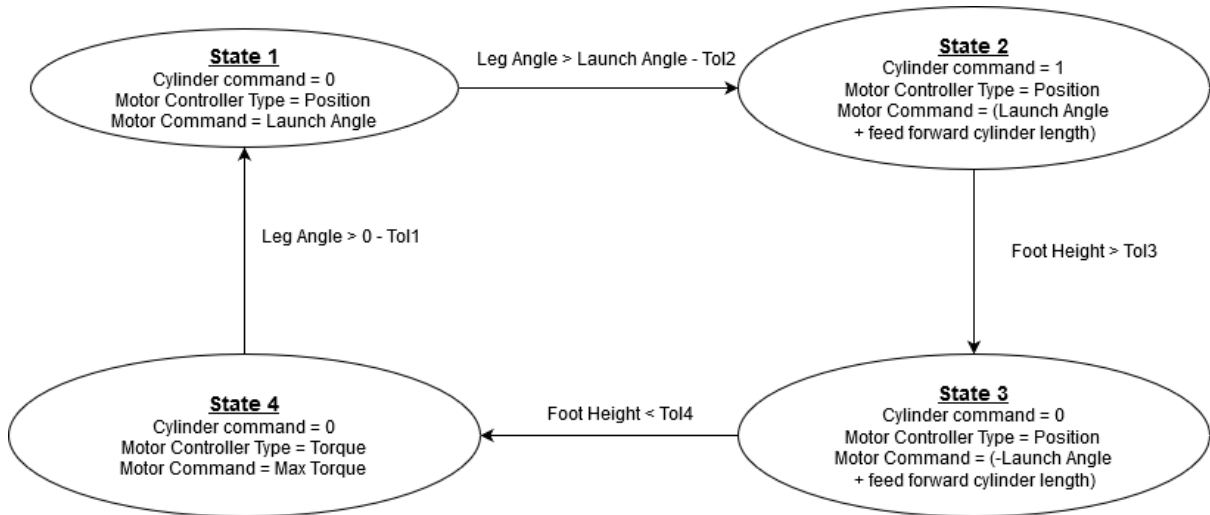 State 1
Cylinder command = 0
Motor Controller Type = Position
Motor Command = Launch Angle
Leg Angle > Launch Angle - Tol2
State 2
Cylinder command = 1
Motor Controller Type = Position
Motor Command = (Launch Angle
+ feed forward cylinder length)
Leg Angle > 0 - Tol1
Foot Height > Tol3
State 4
Cylinder command = 0
Motor Controller Type = Torque
Motor Command = Max Torque
Foot Height < Tol4
State 3
Cylinder command = 0
Motor Controller Type = Position
Motor Command = (-Launch Angle
+ feed forward cylinder length)